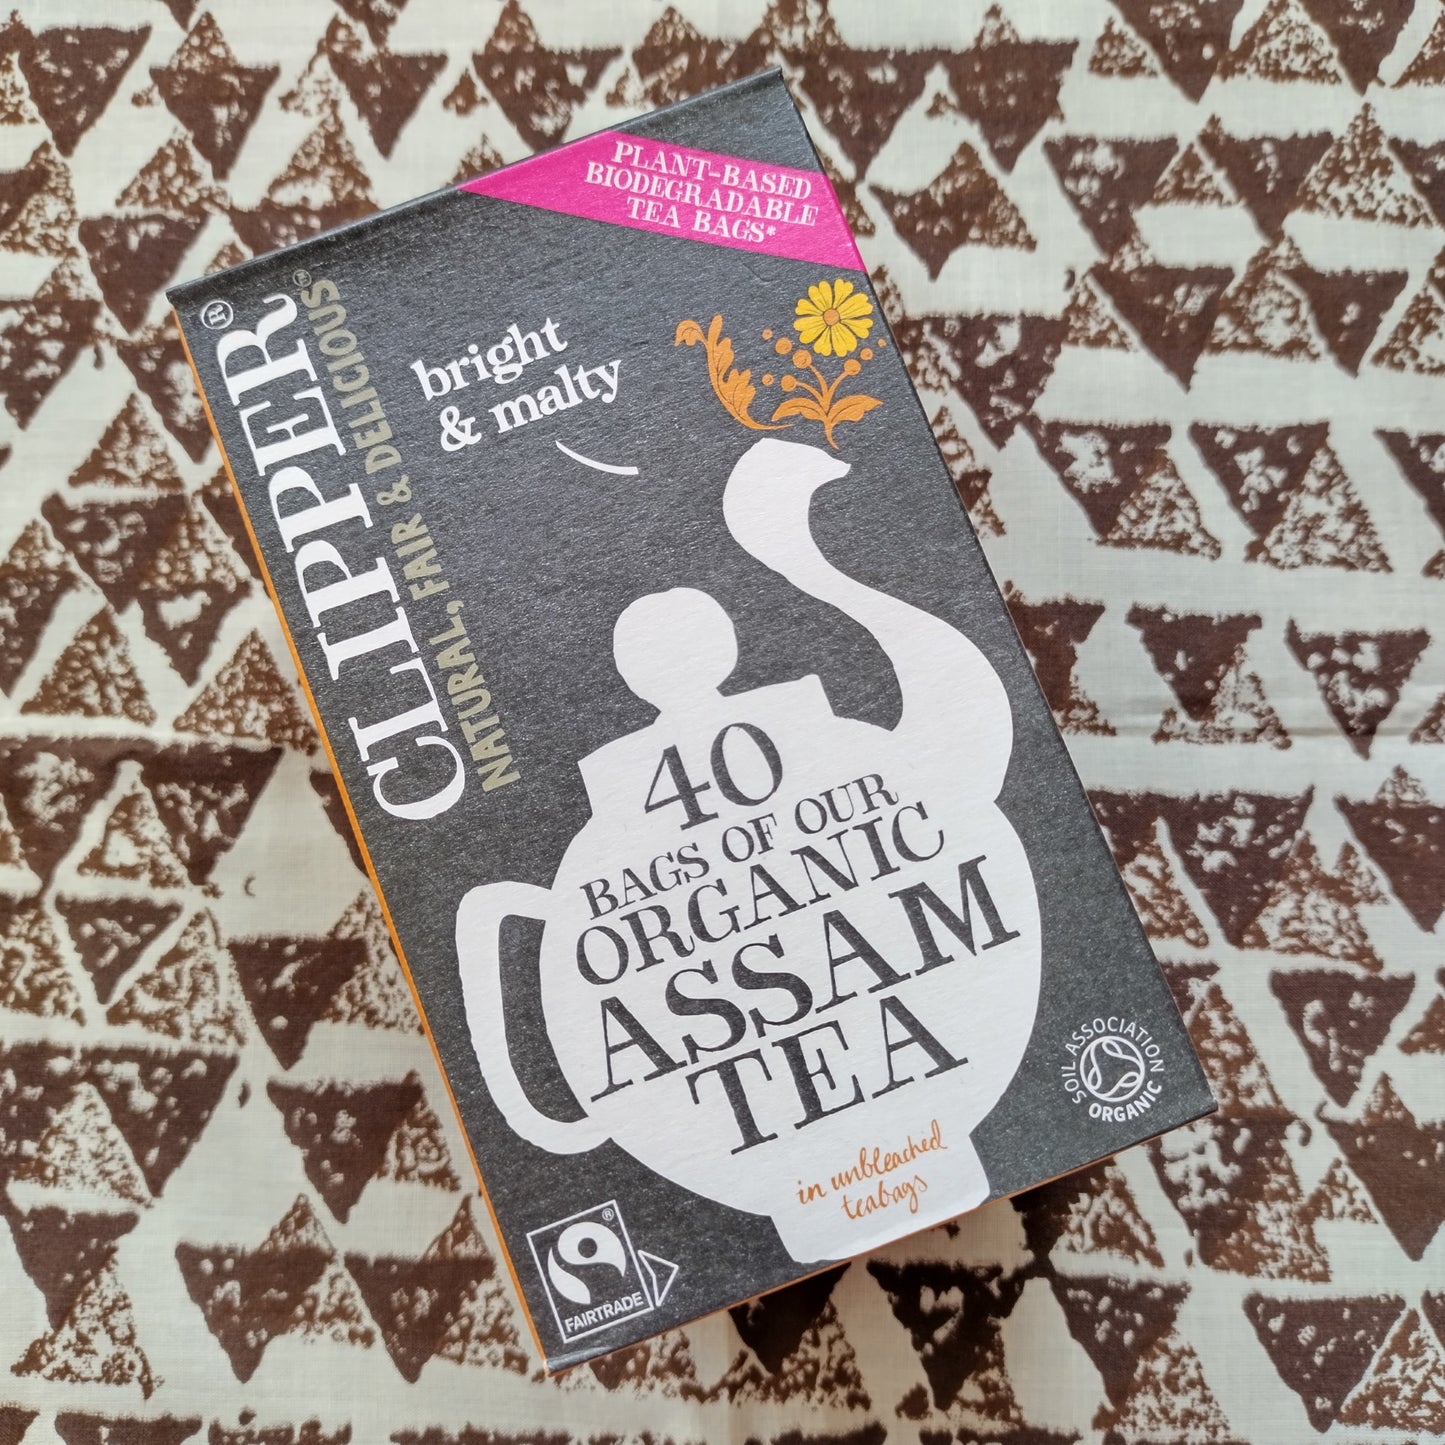 PLANT-BASED
BIODEGRADABLE
TEA BAGS*
CLIPPER®
NATURAL, FAIR & DELICIOUS™
bright
& malty
40
BAGS OF OUR
ORGANIC
ASSAM
TEA
in unbleached
teabags
SOIL ASSOCIATION
ORGANIC
®
FAIRTRADE